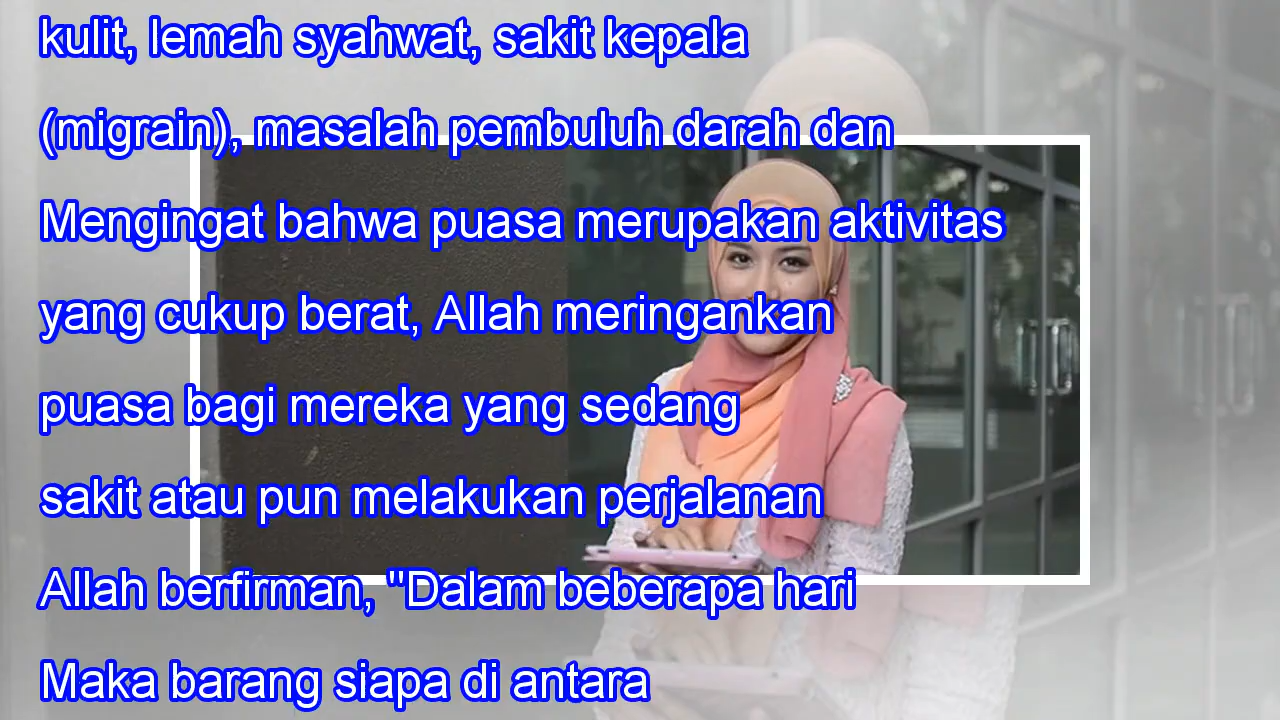 kulit, lemah syahwat, sakit kepala
(migrain), masalah pembuluh darah dan
Mengingat bahwa puasa merupakan aktivitas
yang cukup berat, Allah meringankan
puasa bagi mereka yang sedang
sakit atau pun melakukan perjalanan
Allah berfirman, "Dalam beberapa hari
Maka barang siapa di antara